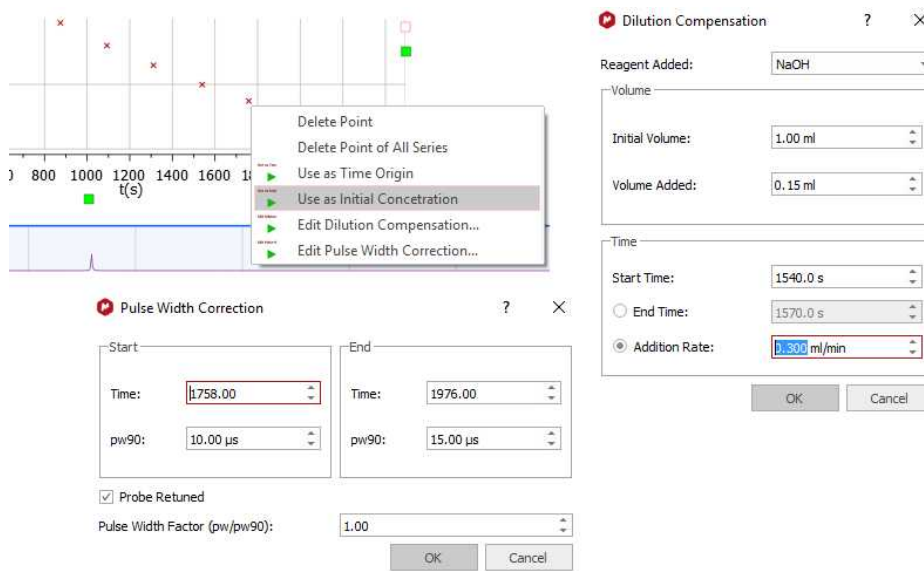 Delete Point
Delete Point of All Series
Use as Time Origin
Use as Initial Concetration
Edit Dilution Compensation...
Edit Pulse Width Correction...
0 800 1000 1200 1400 1600
t(s)
Pulse Width Correction ?
Start
Time: 1758.00
pw90: 10.00 µs
End
Time: 1976.00
pw90: 15.00 µs
Probe Retuned
Pulse Width Factor (pw/pw90): 1.00
OK Cancel
Dilution Compensation ?
Reagent Added: NaOH
Volume
Initial Volume: 1.00 ml
Volume Added: 0.15 ml
Time
Start Time: 1540.0 s
End Time: 1570.0 s
Addition Rate: 0.300 ml/min
OK Cancel